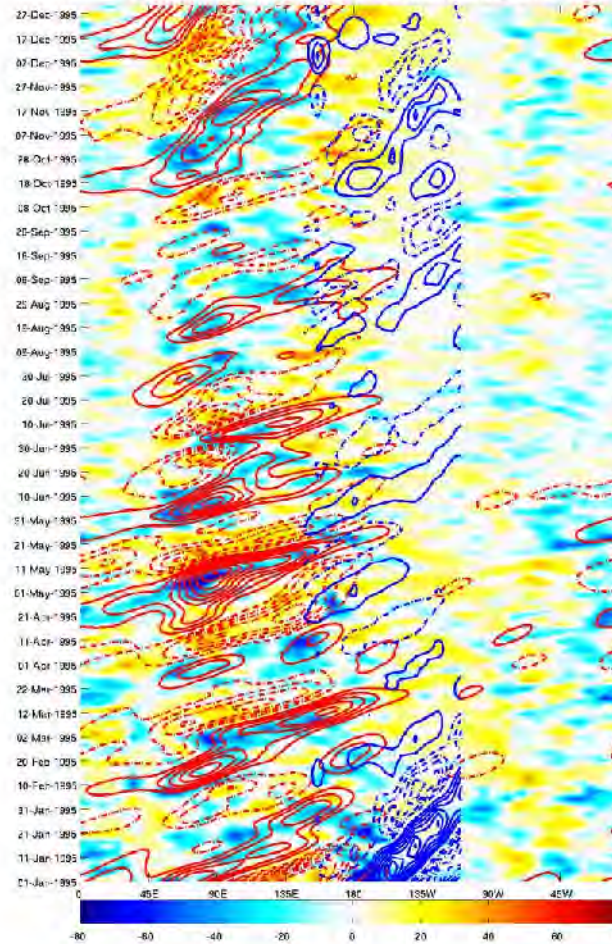 27-Dec-1995
17-Dec-1995
07-Dec-1995
27-Nov-1995
17-Nov-1995
07-Nov-1995
28-Oct-1995
18-Oct-1995
08-Oct-1995
28-Sep-1995
18-Sep-1995
08-Sep-1995
29-Aug-1995
19-Aug-1995
09-Aug-1995
30-Jul-1995
20-Jul-1995
10-Jul-1995
30-Jun-1995
20-Jun-1995
10-Jun-1995
31-May-1995
21-May-1995
11-May-1995
01-May-1995
21-Apr-1995
11-Apr-1995
01-Apr-1995
22-Mar-1995
12-Mar-1995
02-Mar-1995
20-Feb-1995
10-Feb-1995
31-Jan-1995
21-Jan-1995
11-Jan-1995
01-Jan-1995
0 45E 90E 135E 180 135W 90W 45W
-80 -60 -40 -20 0 20 40 60